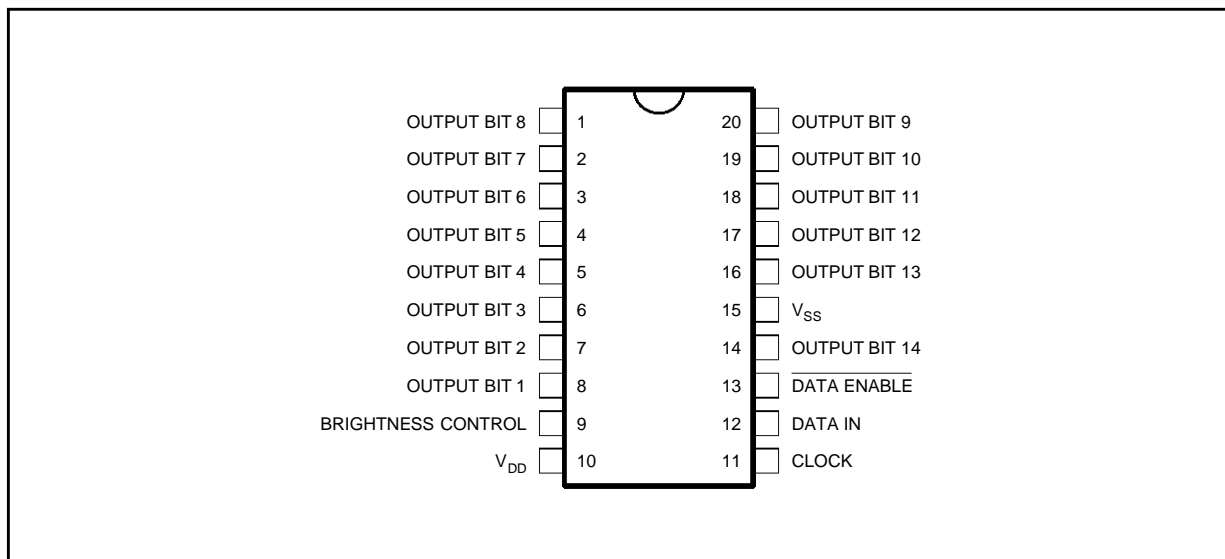 OUTPUT BIT 8 1 20 OUTPUT BIT 9
OUTPUT BIT 7 2 19 OUTPUT BIT 10
OUTPUT BIT 6 3 18 OUTPUT BIT 11
OUTPUT BIT 5 4 17 OUTPUT BIT 12
OUTPUT BIT 4 5 16 OUTPUT BIT 13
OUTPUT BIT 3 6 15 VSS
OUTPUT BIT 2 7 14 OUTPUT BIT 14
OUTPUT BIT 1 8 13 DATA ENABLE
BRIGHTNESS CONTROL 9 12 DATA IN
VDD 10 11 CLOCK